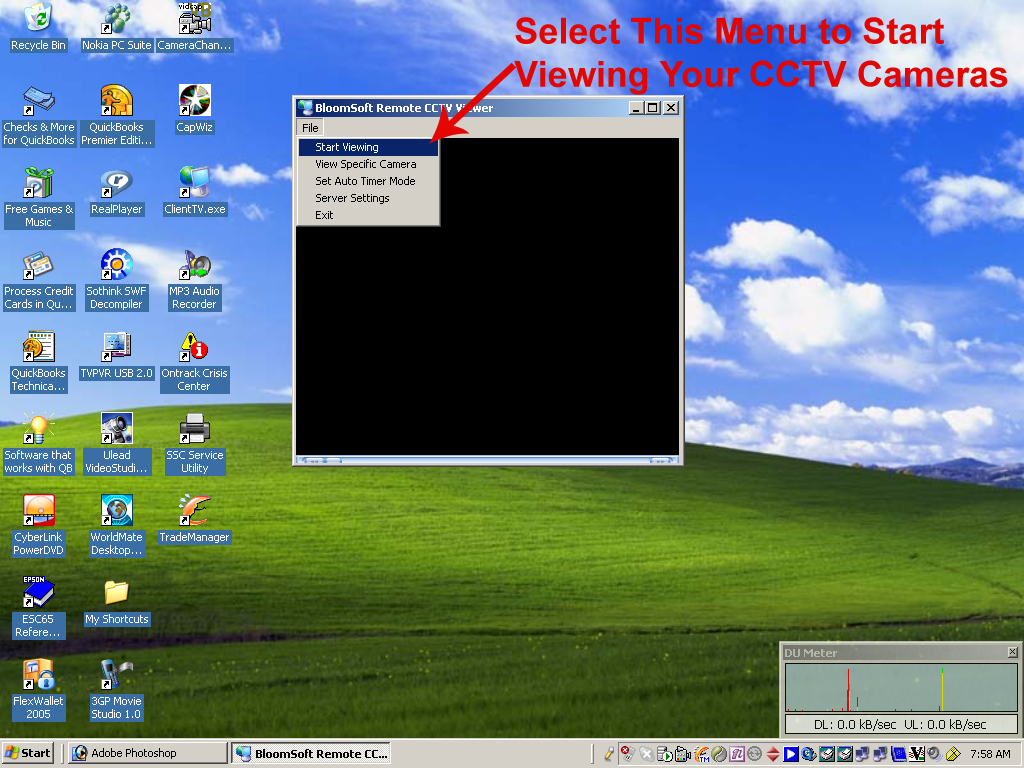 Select This Menu to Start
Viewing Your CCTV Cameras
Recycle Bin
Nokia PC Suite
CameraChan...
Checks & More
for QuickBooks
QuickBooks
Premier Editi...
CapWiz
Free Games &
Music
RealPlayer
ClientTV.exe
Process Credit
Cards in Qu...
Sothink SWF
Decompiler
MP3 Audio
Recorder
QuickBooks
Technica...
TVPVR USB 2.0
Ontrack Crisis
Center
Software that
works with QB
Ulead
VideoStudi...
SSC Service
Utility
CyberLink
PowerDVD
WorldMate
Desktop...
TradeManager
EPSON
ESC65
Refere...
My Shortcuts
FlexWallet
2005
3GP Movie
Studio 1.0
BloomSoft Remote CCTV Viewer
File
Start Viewing
View Specific Camera
Set Auto Timer Mode
Server Settings
Exit
DU Meter
DL: 0.0 kB/sec UL: 0.0 kB/sec
Start
Adobe Photoshop
BloomSoft Remote CC...
TM
7:58 AM